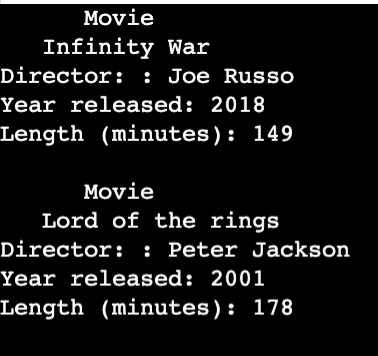 Movie
Infinity War
Director: : Joe Russo
Year released: 2018
Length (minutes): 149
Movie
Lord of the rings
Director: : Peter Jackson
Year released: 2001
Length (minutes): 178